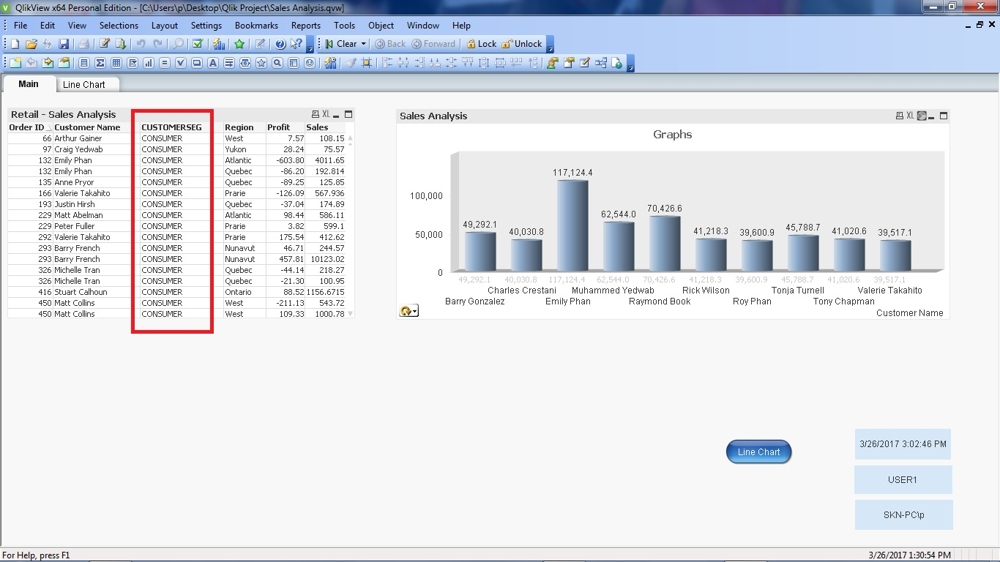 QlikView x64 Personal Edition - [C:\Users\p\Desktop\Qlik Project\Sales Analysis.qvw]
File Edit View Selections Layout Settings Bookmarks Reports Tools Object Window Help
Clear Back Forward Lock Unlock
Main Line Chart
Retail - Sales Analysis XL
Order ID Customer Name CUSTOMERSEG Region Profit Sales
66 Arthur Gainer CONSUMER West 7.57 108.15
97 Craig Yedwab CONSUMER Yukon 28.24 75.57
132 Emily Phan CONSUMER Atlantic -603.80 4011.65
132 Emily Phan CONSUMER Quebec -86.20 192.814
135 Anne Pryor CONSUMER Quebec -89.25 125.85
166 Valerie Takahito CONSUMER Prarie -126.09 567.936
193 Justin Hirsh CONSUMER Quebec -37.04 174.89
229 Matt Abelman CONSUMER Atlantic 98.44 586.11
229 Peter Fuller CONSUMER Prarie 3.82 599.1
292 Valerie Takahito CONSUMER Prarie 175.54 412.62
293 Barry French CONSUMER Nunavut 46.71 244.57
293 Barry French CONSUMER Nunavut 457.81 10123.02
326 Michelle Tran CONSUMER Quebec -44.14 218.27
326 Michelle Tran CONSUMER Quebec -21.30 100.95
416 Stuart Calhoun CONSUMER Ontario 88.52 1156.6715
450 Matt Collins CONSUMER West -211.13 543.72
450 Matt Collins CONSUMER West 109.33 1000.78
Sales Analysis XL
Graphs
117,124.4
100,000
70,426.6
62,544.0
49,292.1 40,030.8 41,218.3 39,600.9 45,788.7 41,020.6 39,517.1
50,000
0
49,292.1 40,030.8 117,124.4 62,544.0 70,426.6 41,218.3 39,600.9 45,788.7 41,020.6 39,517.1
Charles Crestani Muhammed Yedwab Rick Wilson Tonja Turnell Valerie Takahito
Barry Gonzalez Emily Phan Raymond Book Roy Phan Tony Chapman
Customer Name
Line Chart
3/26/2017 3:02:46 PM
USER1
SKN-PC\p
For Help, press F1 3/26/2017 1:30:54 PM